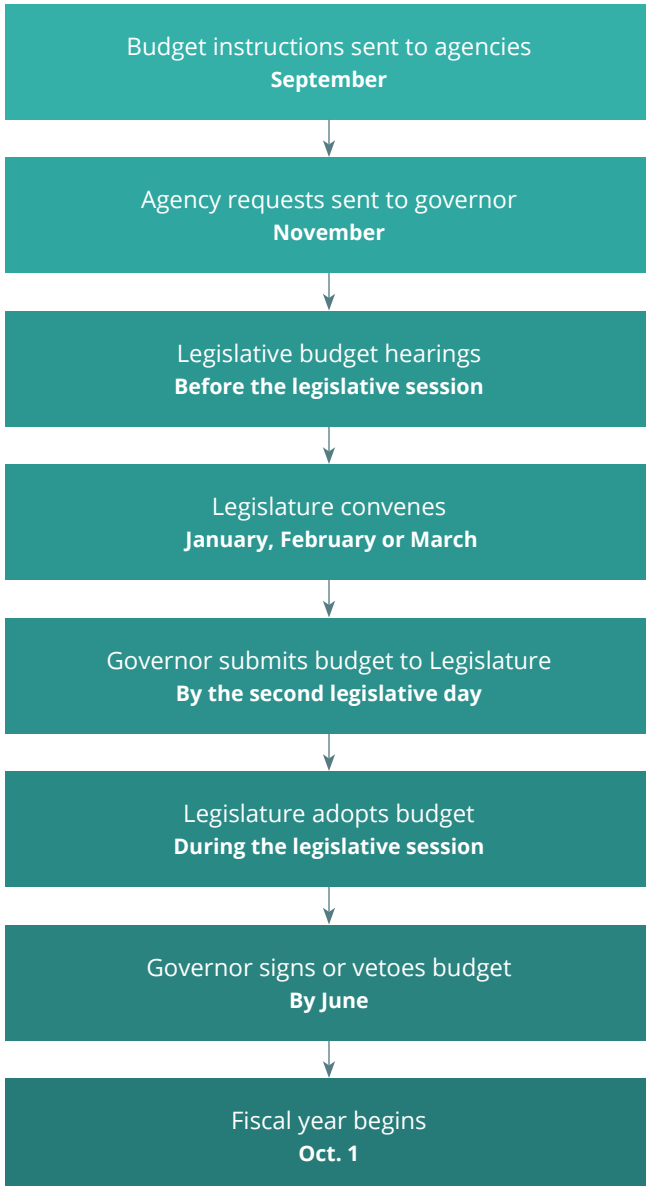 Budget instructions sent to agencies
September
Agency requests sent to governor
November
Legislative budget hearings
Before the legislative session
Legislature convenes
January, February or March
Governor submits budget to Legislature
By the second legislative day
Legislature adopts budget
During the legislative session
Governor signs or vetoes budget
By June
Fiscal year begins
Oct. 1